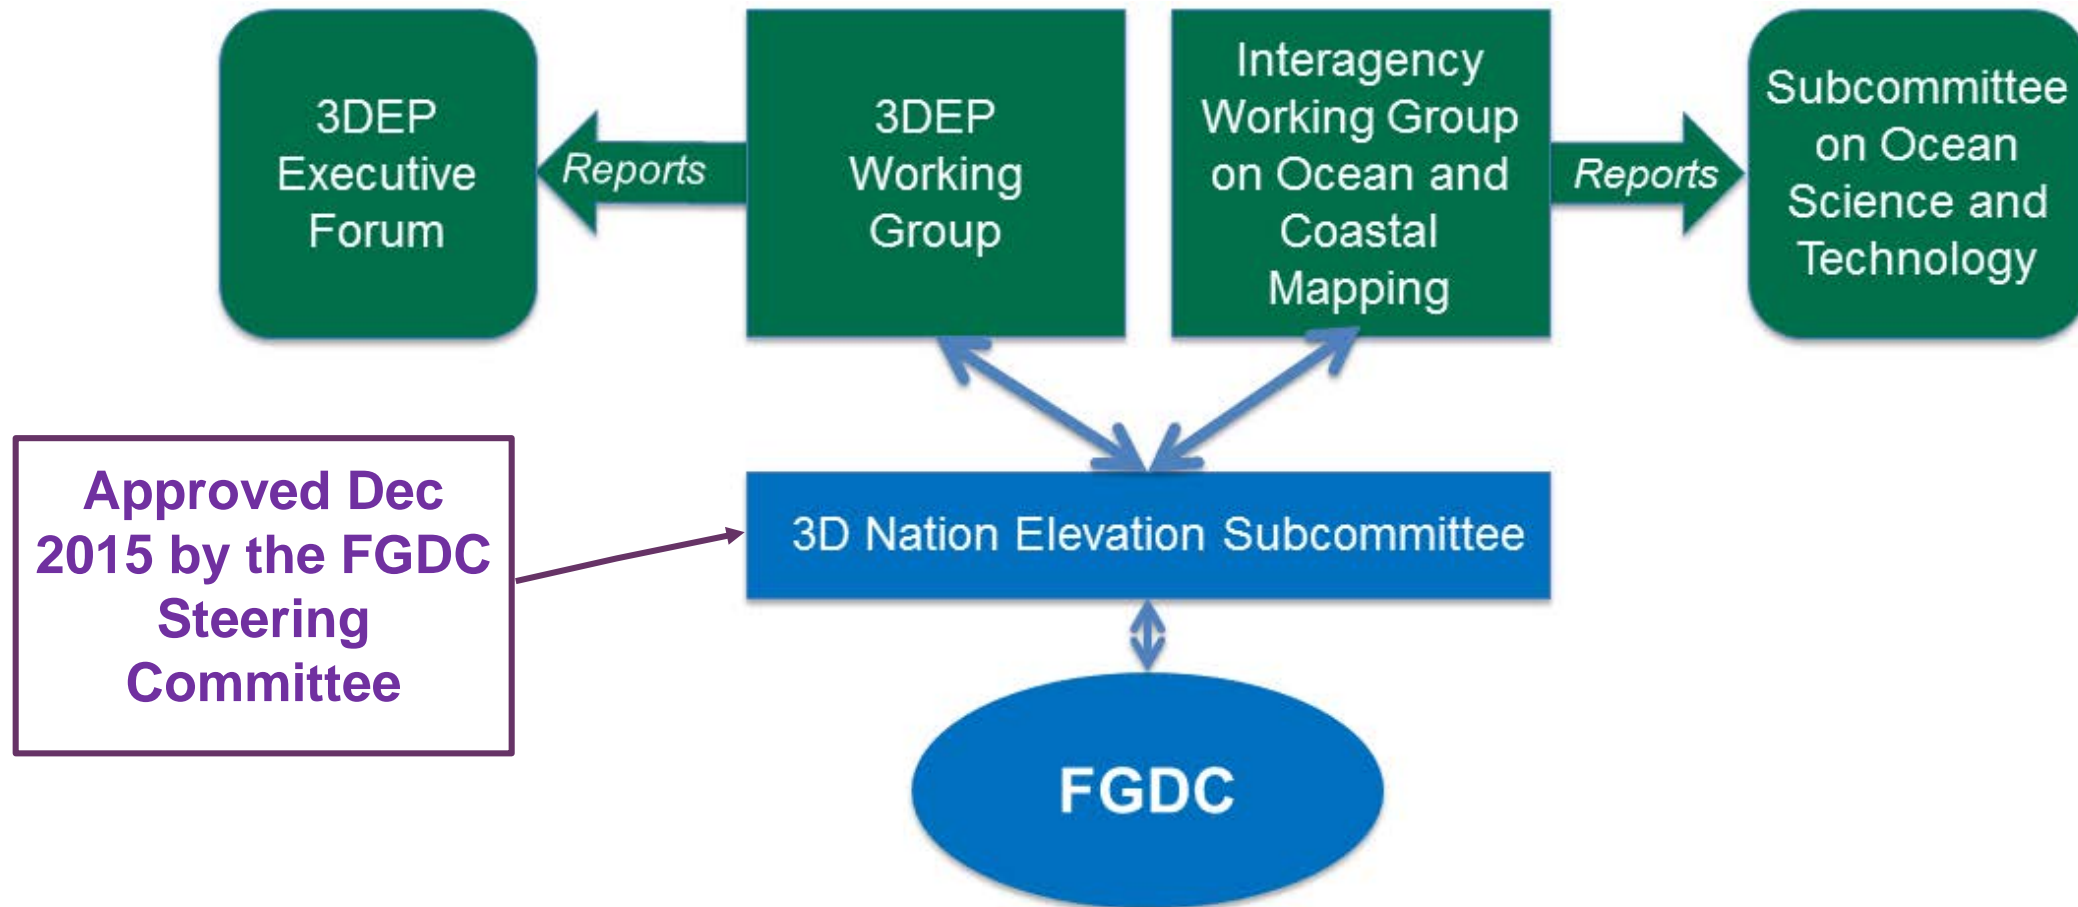 3DEP
Executive
Forum
Reports
3DEP
Working
Group
Interagency
Working Group
on Ocean and
Coastal
Mapping
Reports
Subcommittee
on Ocean
Science and
Technology
Approved Dec
2015 by the FGDC
Steering
Committee
3D Nation Elevation Subcommittee
FGDC